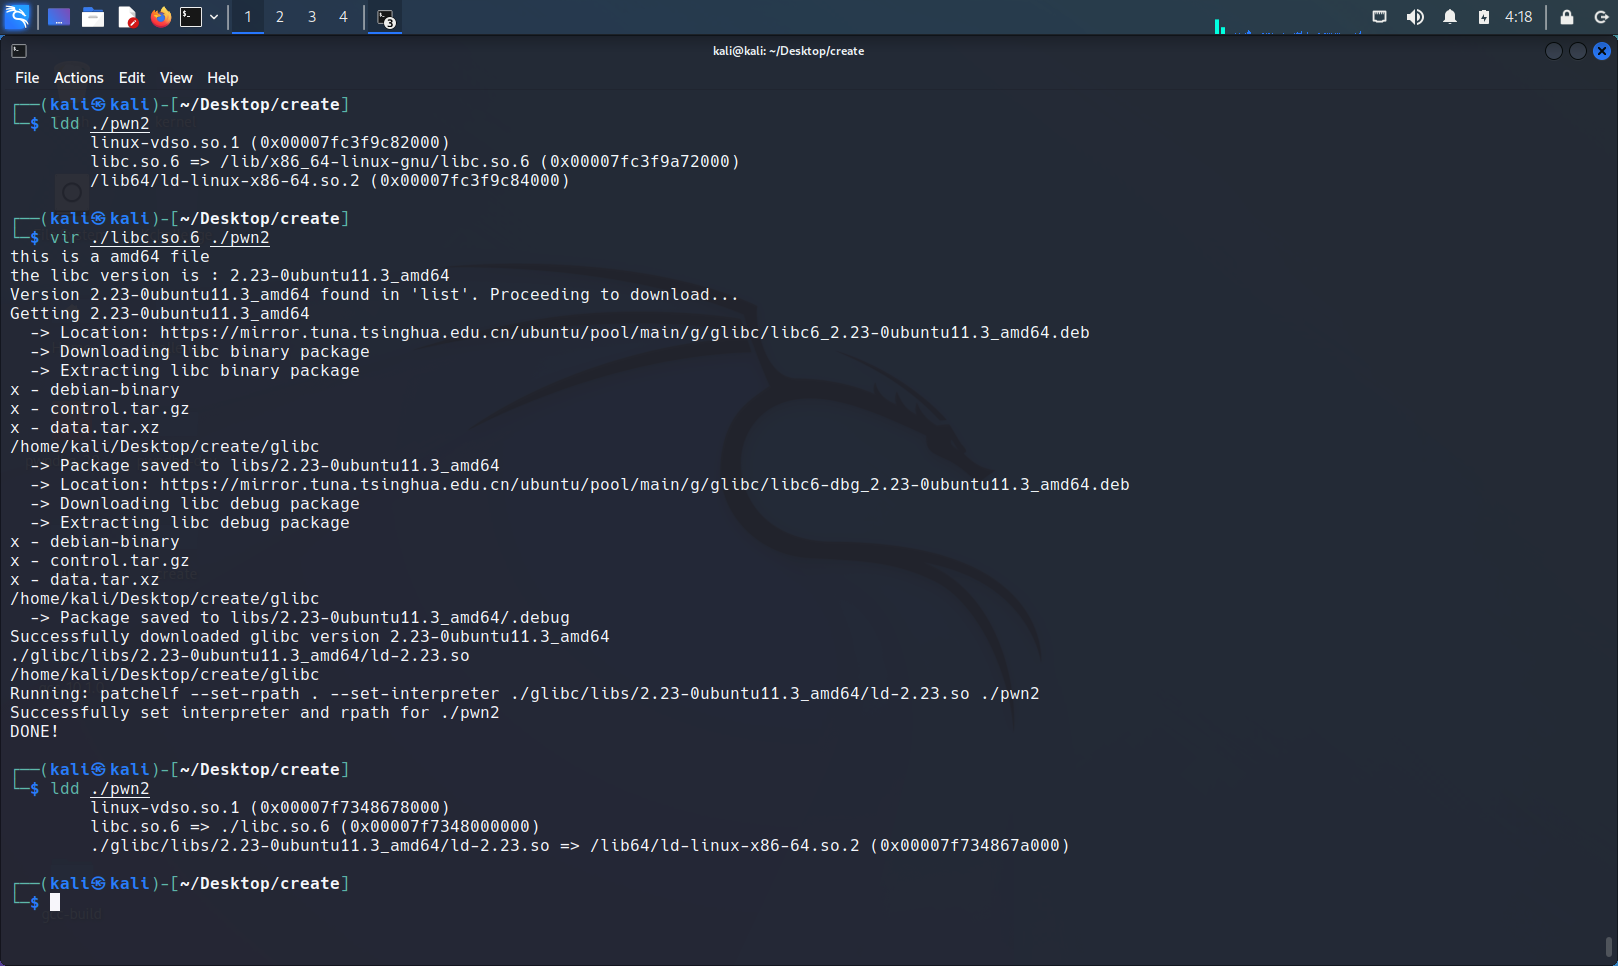 1 2 3 4 3 4:18
kali@kali: ~/Desktop/create
File Actions Edit View Help
┌──(kali㉿kali)-[~/Desktop/create]
└─$ ldd ./pwn2
linux-vdso.so.1 (0x00007fc3f9c82000)
libc.so.6 => /lib/x86_64-linux-gnu/libc.so.6 (0x00007fc3f9a72000)
/lib64/ld-linux-x86-64.so.2 (0x00007fc3f9c84000)
┌──(kali㉿kali)-[~/Desktop/create]
└─$ vir ./libc.so.6 ./pwn2
this is a amd64 file
the libc version is : 2.23-0ubuntu11.3_amd64
Version 2.23-0ubuntu11.3_amd64 found in 'list'. Proceeding to download...
Getting 2.23-0ubuntu11.3_amd64
-> Location: https://mirror.tuna.tsinghua.edu.cn/ubuntu/pool/main/g/glibc/libc6_2.23-0ubuntu11.3_amd64.deb
-> Downloading libc binary package
-> Extracting libc binary package
x - debian-binary
x - control.tar.gz
x - data.tar.xz
/home/kali/Desktop/create/glibc
-> Package saved to libs/2.23-0ubuntu11.3_amd64
-> Location: https://mirror.tuna.tsinghua.edu.cn/ubuntu/pool/main/g/glibc/libc6-dbg_2.23-0ubuntu11.3_amd64.deb
-> Downloading libc debug package
-> Extracting libc debug package
x - debian-binary
x - control.tar.gz
x - data.tar.xz
/home/kali/Desktop/create/glibc
-> Package saved to libs/2.23-0ubuntu11.3_amd64/.debug
Successfully downloaded glibc version 2.23-0ubuntu11.3_amd64
./glibc/libs/2.23-0ubuntu11.3_amd64/ld-2.23.so
/home/kali/Desktop/create/glibc
Running: patchelf --set-rpath . --set-interpreter ./glibc/libs/2.23-0ubuntu11.3_amd64/ld-2.23.so ./pwn2
Successfully set interpreter and rpath for ./pwn2
DONE!
┌──(kali㉿kali)-[~/Desktop/create]
└─$ ldd ./pwn2
linux-vdso.so.1 (0x00007f7348678000)
libc.so.6 => ./libc.so.6 (0x00007f7348000000)
./glibc/libs/2.23-0ubuntu11.3_amd64/ld-2.23.so => /lib64/ld-linux-x86-64.so.2 (0x00007f734867a000)
┌──(kali㉿kali)-[~/Desktop/create]
└─$